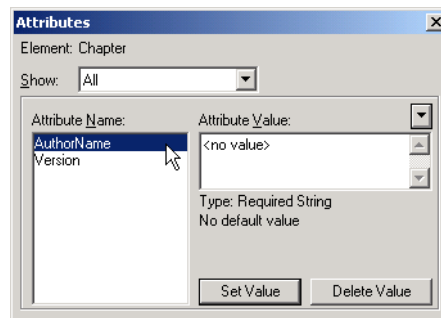 Attributes
Element: Chapter
Show: All
Attribute Name:
AuthorName
Version
Attribute Value:
<no value>
Type: Required String
No default value
Set Value
Delete Value